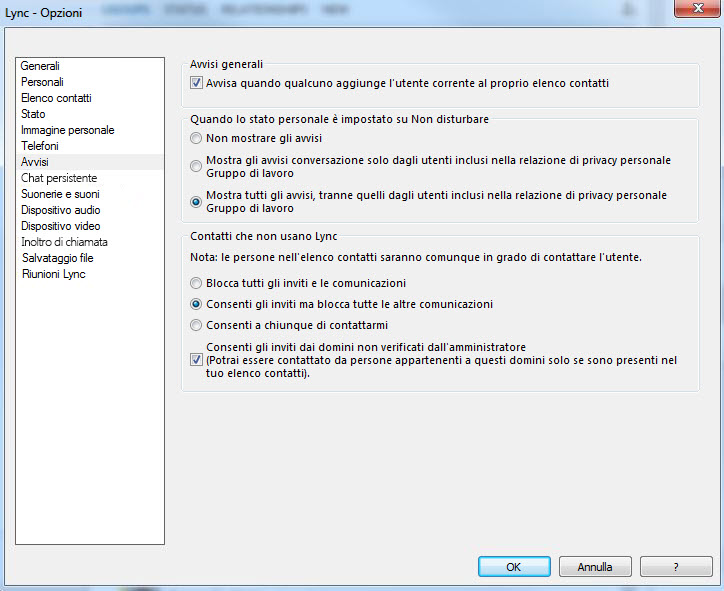 Lync - Opzioni
Generali
Personali
Elenco contatti
Stato
Immagine personale
Telefoni
Avvisi
Chat persistente
Suonerie e suoni
Dispositivo audio
Dispositivo video
Inoltro di chiamata
Salvataggio file
Riunioni Lync
Avvisi generali
Avvisa quando qualcuno aggiunge l'utente corrente al proprio elenco contatti
Quando lo stato personale è impostato su Non disturbare
Non mostrare gli avvisi
Mostra gli avvisi conversazione solo dagli utenti inclusi nella relazione di privacy personale
Gruppo di lavoro
Mostra tutti gli avvisi, tranne quelli dagli utenti inclusi nella relazione di privacy personale
Gruppo di lavoro
Contatti che non usano Lync
Nota: le persone nell'elenco contatti saranno comunque in grado di contattare l'utente.
Blocca tutti gli inviti e le comunicazioni
Consenti gli inviti ma blocca tutte le altre comunicazioni
Consenti a chiunque di contattarmi
Consenti gli inviti dai domini non verificati dall'amministratore
(Potrai essere contattato da persone appartenenti a questi domini solo se sono presenti nel
tuo elenco contatti).
OK
Annulla
?